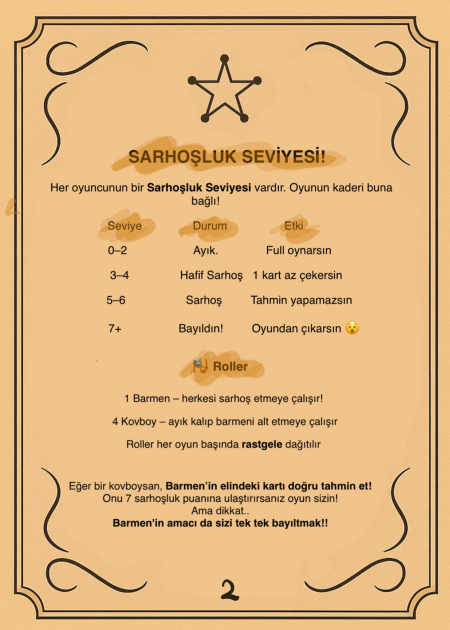 SARHOŞLUK SEVİYESİ!
Her oyuncunun bir Sarhoşluk Seviyesi vardır. Oyunun kaderi buna
bağlı!
Seviye Durum Etki
0–2 Ayık. Full oynarsın
3–4 Hafif Sarhoş 1 kart az çekersin
5–6 Sarhoş Tahmin yapamazsın
7+ Bayıldın! Oyundan çıkarsın 😵
🎭 Roller
1 Barmen – herkesi sarhoş etmeye çalışır!
4 Kovboy – ayık kalıp barmeni alt etmeye çalışır
Roller her oyun başında rastgele dağıtılır
Eğer bir kovboysan, Barmen’in elindeki kartı doğru tahmin et!
Onu 7 sarhoşluk puanına ulaştırırsanız oyun sizin!
Ama dikkat..
Barmen'in amacı da sizi tek tek bayıltmak!!
2